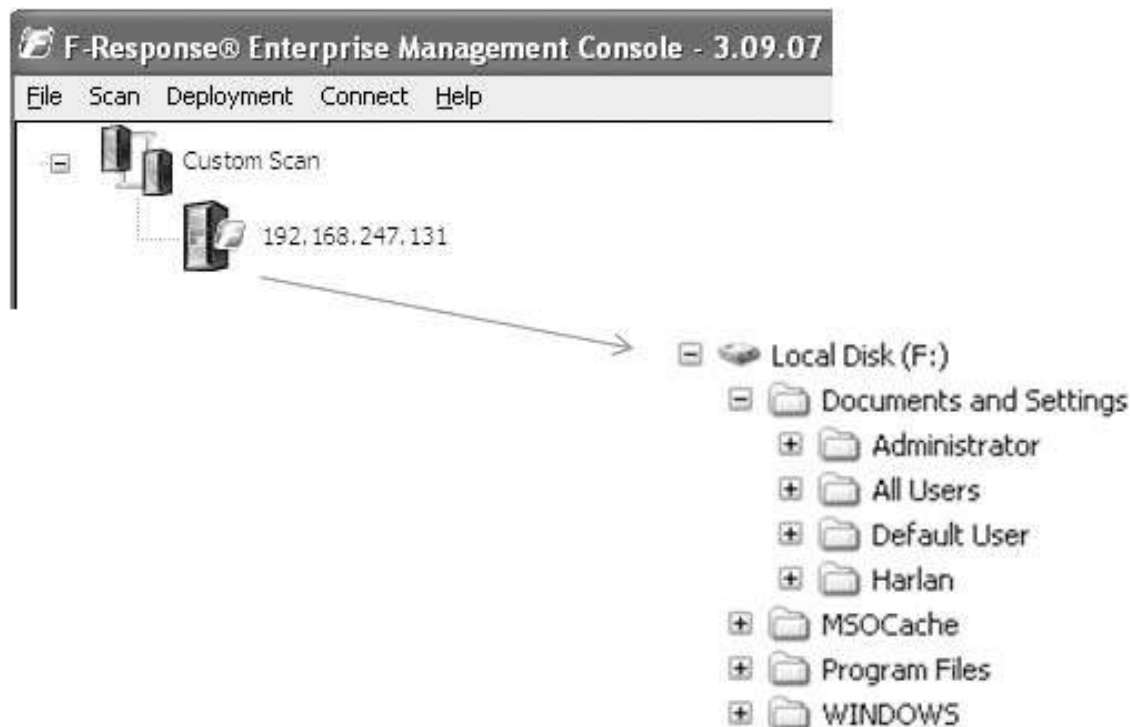 F-Response® Enterprise Management Console - 3.09.07
File Scan Deployment Connect Help
Custom Scan
192.168.247.131
Local Disk (F:)
Documents and Settings
Administrator
All Users
Default User
Harlan
MSOCache
Program Files
WINDOWS